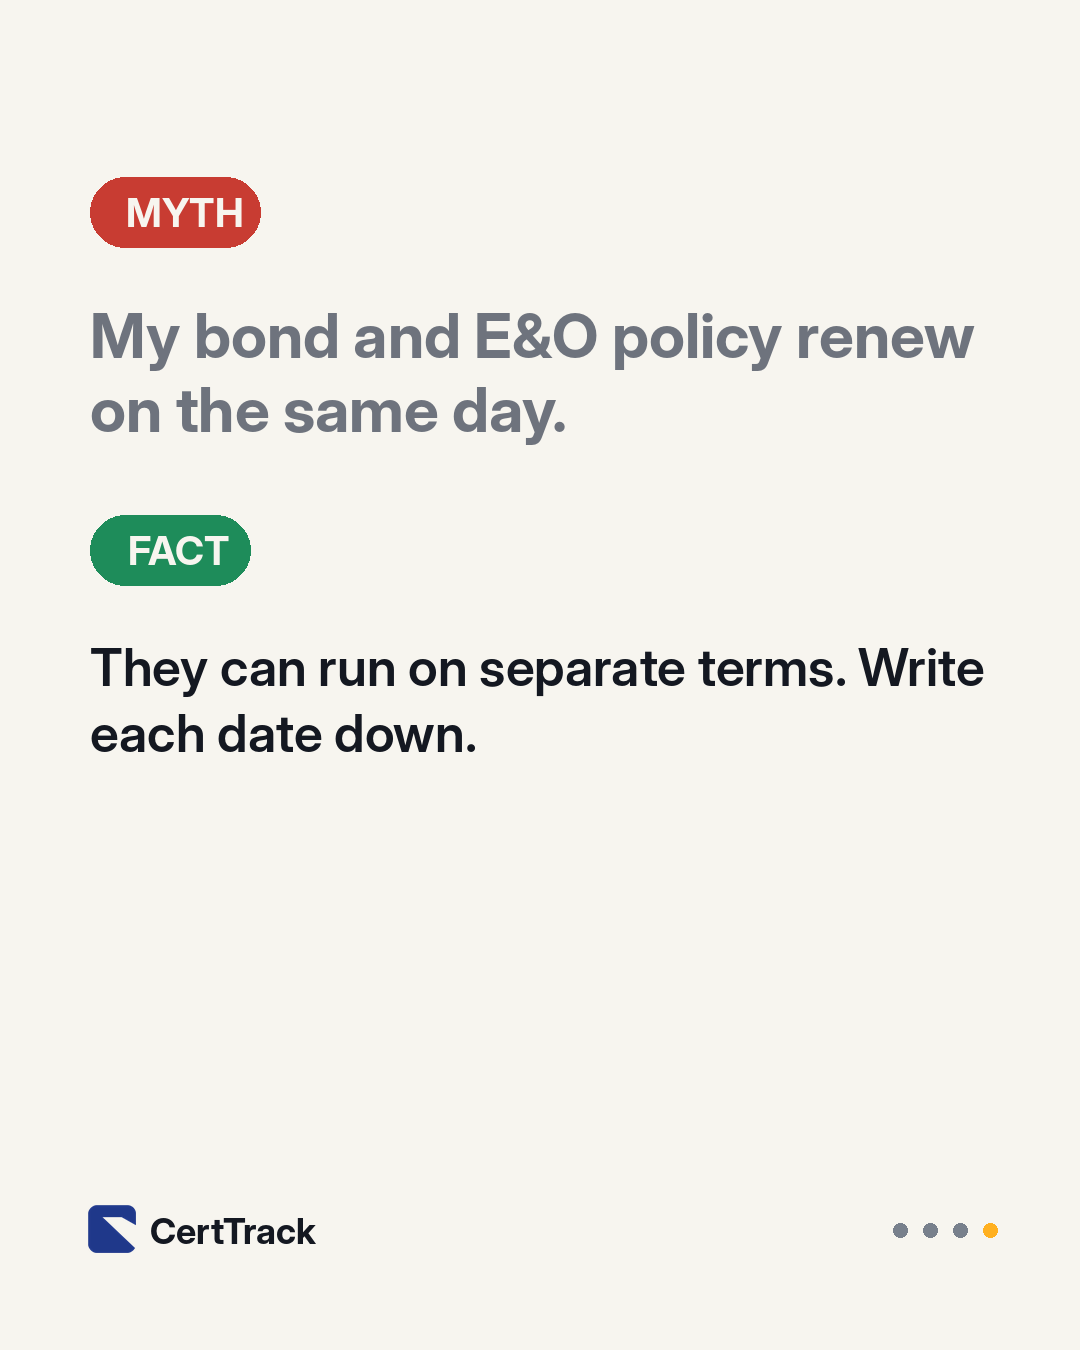 MYTH
My bond and E&O policy renew
on the same day.
FACT
They can run on separate terms. Write
each date down.
CertTrack